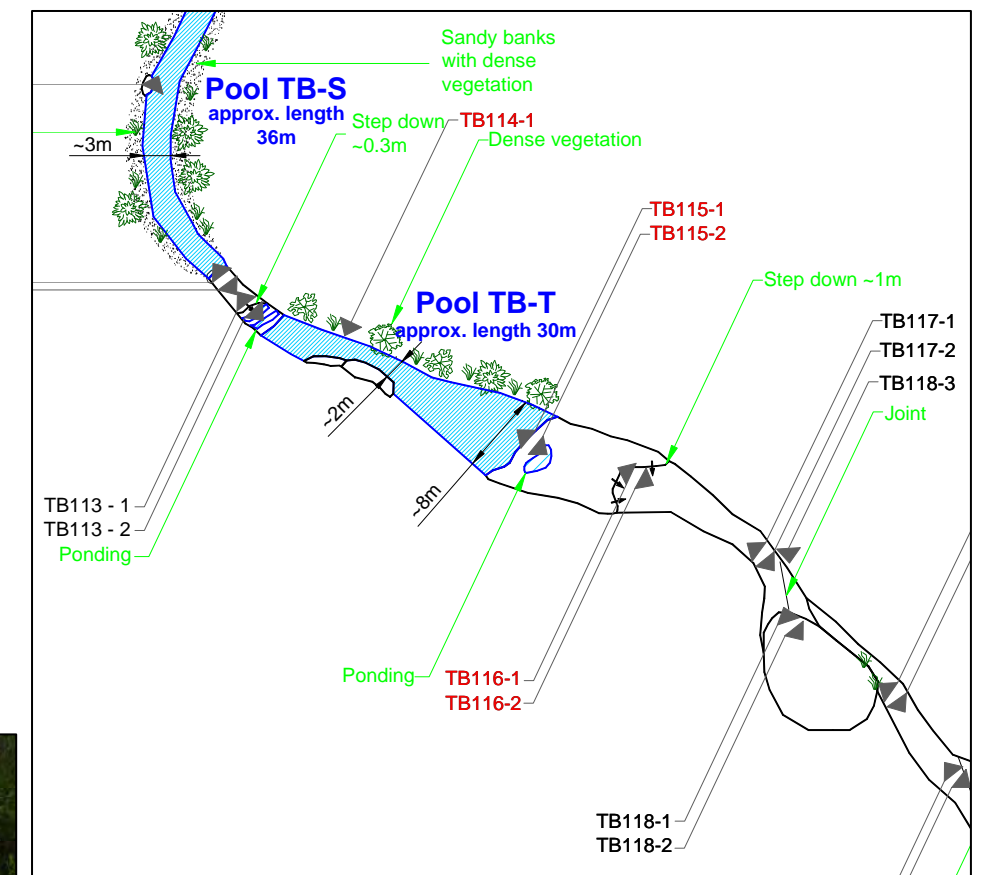 Sandy banks
with dense
vegetation
Pool TB-S
approx. length
36m
Step down
~0.3m
TB114-1
Dense vegetation
~3m
TB115-1
TB115-2
Step down ~1m
Pool TB-T
approx. length 30m
TB117-1
TB117-2
TB118-3
Joint
~2m
~8m
TB113 - 1
TB113 - 2
Ponding
Ponding
TB116-1
TB116-2
TB118-1
TB118-2